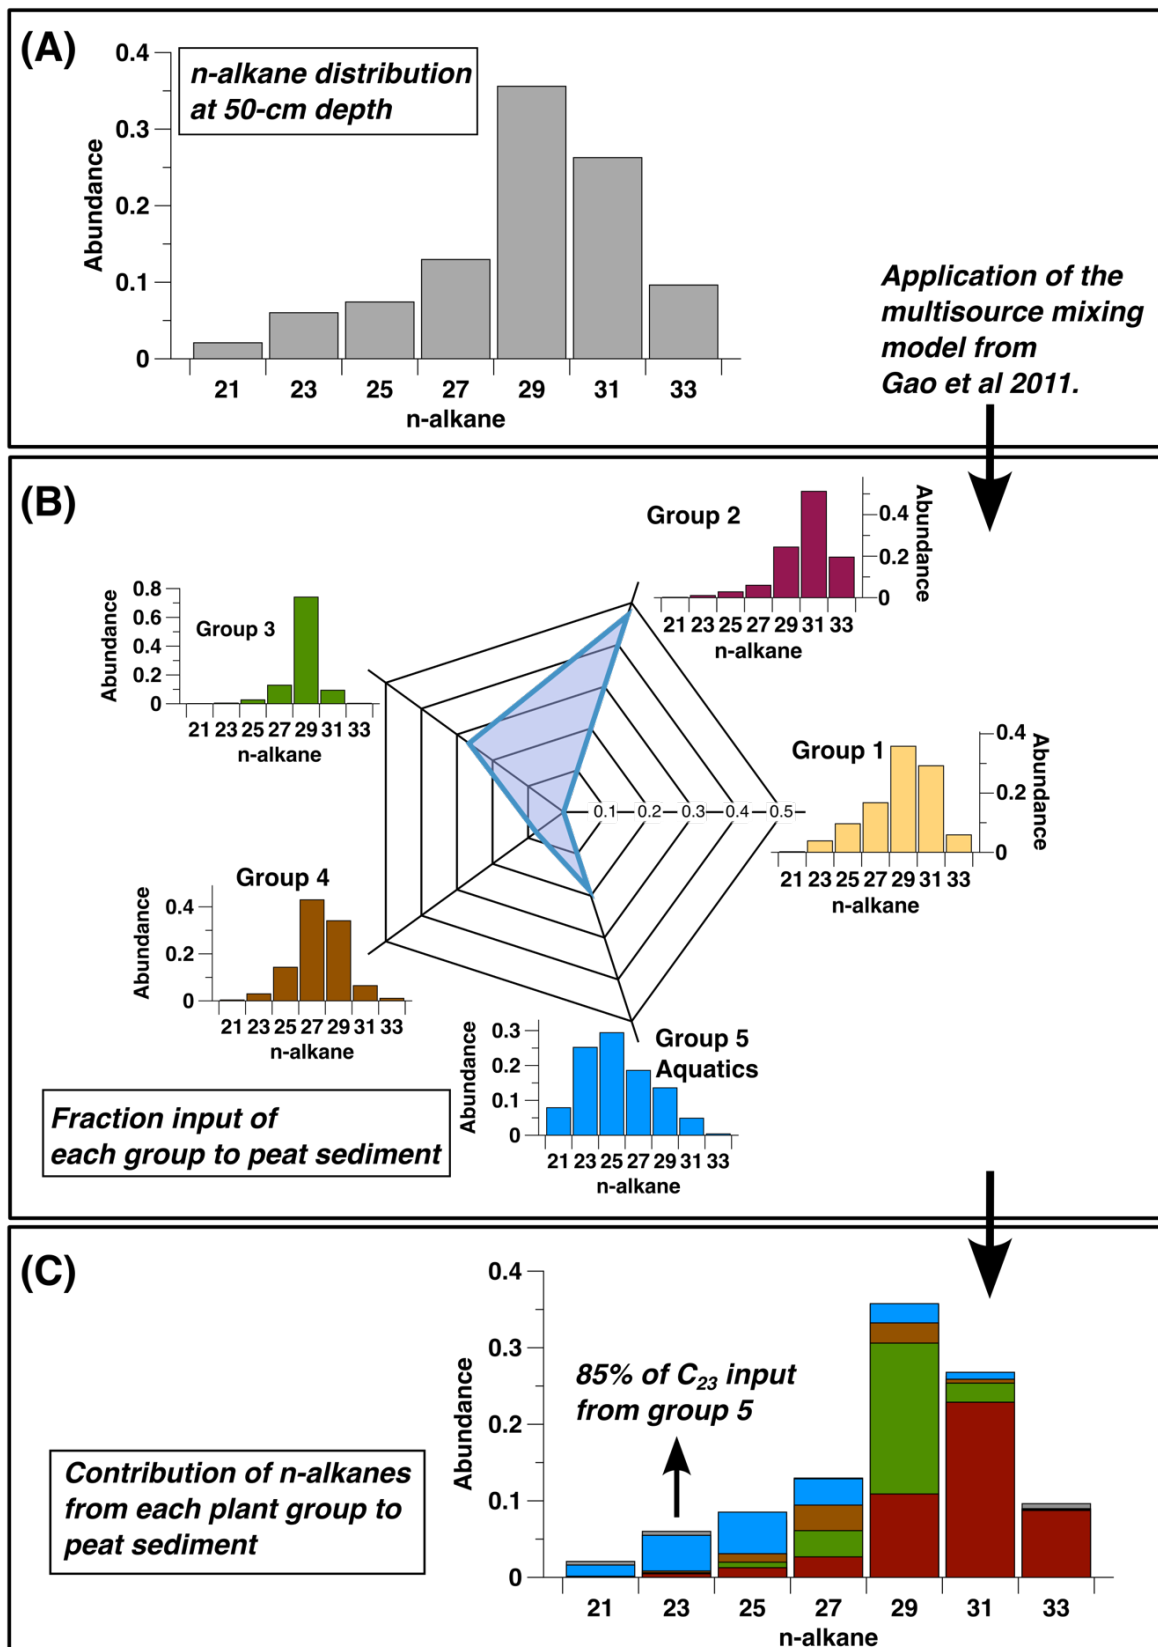 (A)
n-alkane distribution
at 50-cm depth
Abundance
0.4
0.3
0.2
0.1
0
21 23 25 27 29 31 33
n-alkane
Application of the
multisource mixing
model from
Gao et al 2011.
(B)
Group 2
Abundance
0.4
0.2
0
21 23 25 27 29 31 33
n-alkane
Group 3
Abundance
0.8
0.6
0.4
0.2
0
21 23 25 27 29 31 33
n-alkane
Group 1
Abundance
0.4
0.2
0
21 23 25 27 29 31 33
n-alkane
0.1 0.2 0.3 0.4 0.5
Group 4
Abundance
0.4
0.2
0
21 23 25 27 29 31 33
n-alkane
Group 5
Aquatics
Abundance
0.3
0.2
0.1
0
21 23 25 27 29 31 33
n-alkane
Fraction input of
each group to peat sediment
(C)
Abundance
0.4
0.3
0.2
0.1
0
85% of C₂₃ input
from group 5
21 23 25 27 29 31 33
n-alkane
Contribution of n-alkanes
from each plant group to
peat sediment